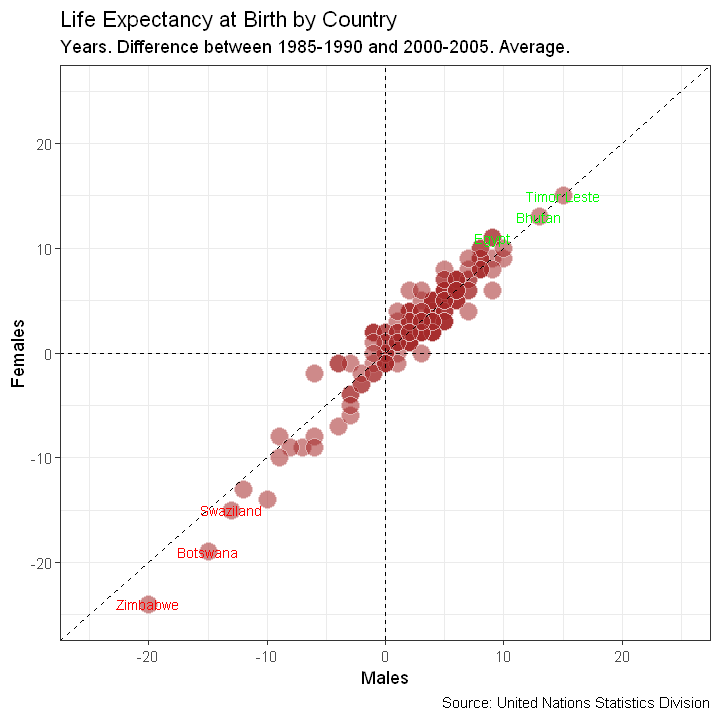 Life Expectancy at Birth by Country
Years. Difference between 1985-1990 and 2000-2005. Average.
Females
20
10
0
-10
-20
Timor-Leste
Bhutan
Egypt
Swaziland
Botswana
Zimbabwe
-20
-10
0
10
20
Males
Source: United Nations Statistics Division